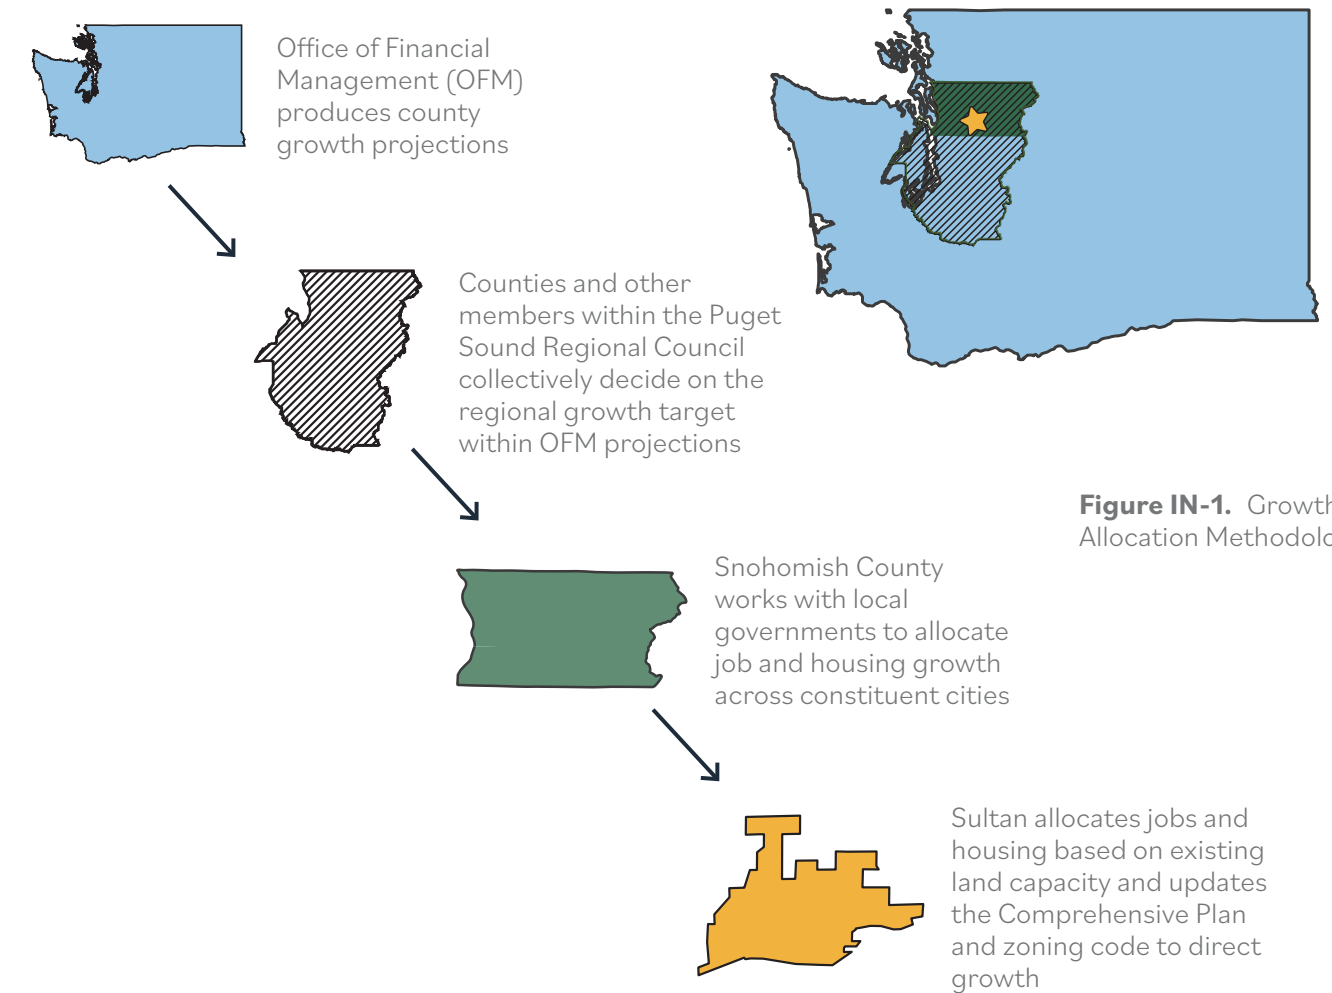 Office of Financial
Management (OFM)
produces county
growth projections
Counties and other
members within the Puget
Sound Regional Council
collectively decide on the
regional growth target
within OFM projections
Figure IN-1. Growth
Allocation Methodolo
Snohomish County
works with local
governments to allocate
job and housing growth
across constituent cities
Sultan allocates jobs and
housing based on existing
land capacity and updates
the Comprehensive Plan
and zoning code to direct
growth